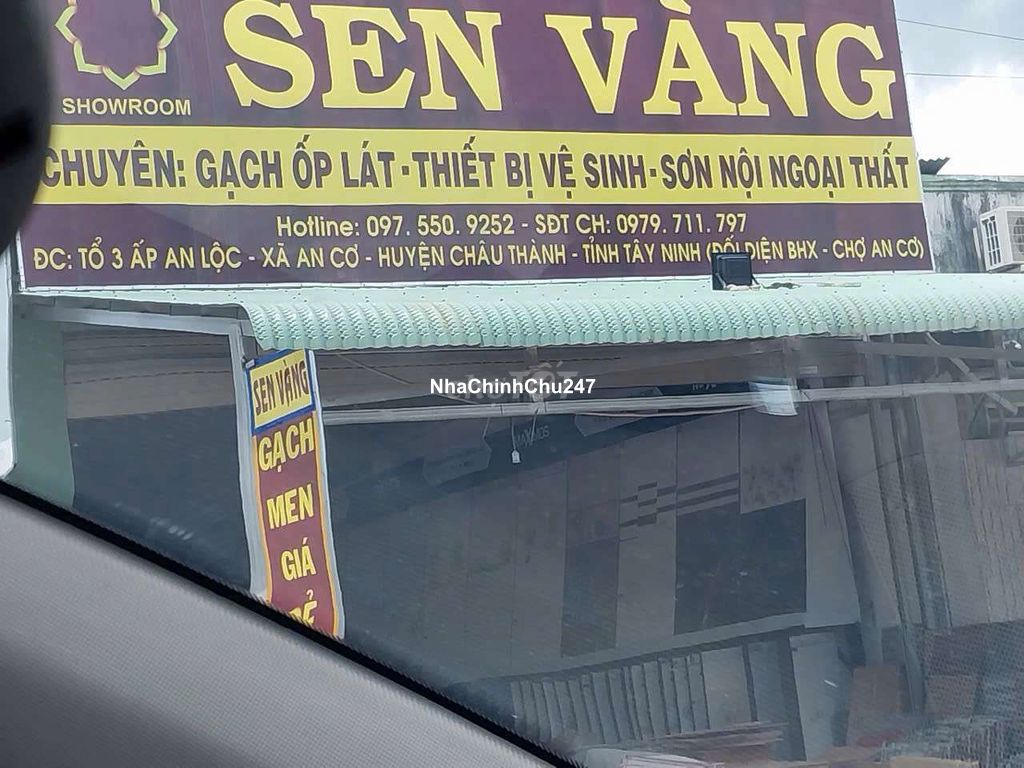 SEN VÀNG
SHOWROOM
CHUYÊN: GẠCH ỐP LÁT · THIẾT BỊ VỆ SINH · SƠN NỘI NGOẠI THẤT
Hotline: 097. 550. 9252 - SĐT CH: 0979. 711. 797
ĐC: TỔ 3 ẤP AN LỘC - XÃ AN CƠ - HUYỆN CHÂU THÀNH - TỈNH TÂY NINH (ĐỐI DIỆN BHX - CHỢ AN CƠ)
NhaChinhChu247
SEN VÀNG
GẠCH
MEN
GIÁ
RẺ